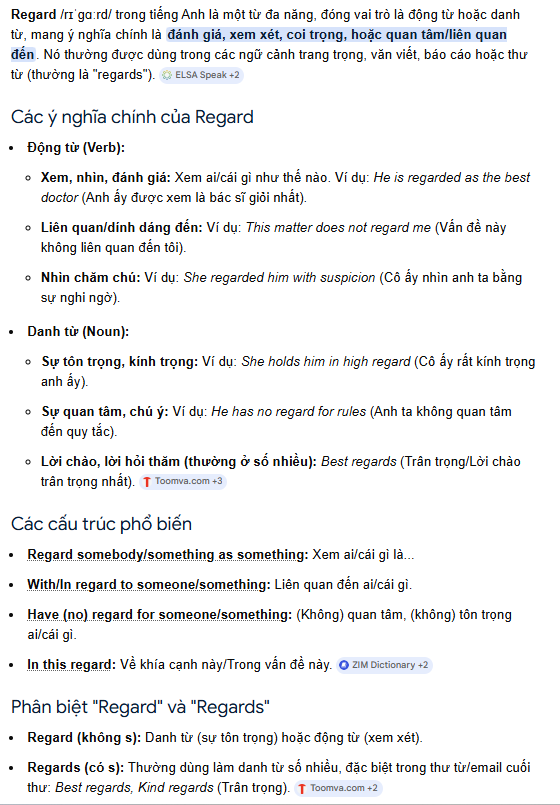 Regard /rɪˈɡɑːrd/ trong tiếng Anh là một từ đa năng, đóng vai trò là động từ hoặc danh
từ, mang ý nghĩa chính là đánh giá, xem xét, coi trọng, hoặc quan tâm/liên quan
đến. Nó thường được dùng trong các ngữ cảnh trang trọng, văn viết, báo cáo hoặc thư
từ (thường là "regards"). ELSA Speak +2
Các ý nghĩa chính của Regard
• Động từ (Verb):
◦ Xem, nhìn, đánh giá: Xem ai/cái gì như thế nào. Ví dụ: He is regarded as the best
doctor (Anh ấy được xem là bác sĩ giỏi nhất).
◦ Liên quan/dính dáng đến: Ví dụ: This matter does not regard me (Vấn đề này
không liên quan đến tôi).
◦ Nhìn chăm chú: Ví dụ: She regarded him with suspicion (Cô ấy nhìn anh ta bằng
sự nghi ngờ).
• Danh từ (Noun):
◦ Sự tôn trọng, kính trọng: Ví dụ: She holds him in high regard (Cô ấy rất kính trọng
anh ấy).
◦ Sự quan tâm, chú ý: Ví dụ: He has no regard for rules (Anh ta không quan tâm
đến quy tắc).
◦ Lời chào, lời hỏi thăm (thường ở số nhiều): Best regards (Trân trọng/Lời chào
trân trọng nhất). Toomva.com +3
Các cấu trúc phổ biến
• Regard somebody/something as something: Xem ai/cái gì là...
• With/In regard to someone/something: Liên quan đến ai/cái gì.
• Have (no) regard for someone/something: (Không) quan tâm, (không) tôn trọng
ai/cái gì.
• In this regard: Về khía cạnh này/Trong vấn đề này. ZIM Dictionary +2
Phân biệt "Regard" và "Regards"
• Regard (không s): Danh từ (sự tôn trọng) hoặc động từ (xem xét).
• Regards (có s): Thường dùng làm danh từ số nhiều, đặc biệt trong thư từ/email cuối
thư: Best regards, Kind regards (Trân trọng). Toomva.com +2